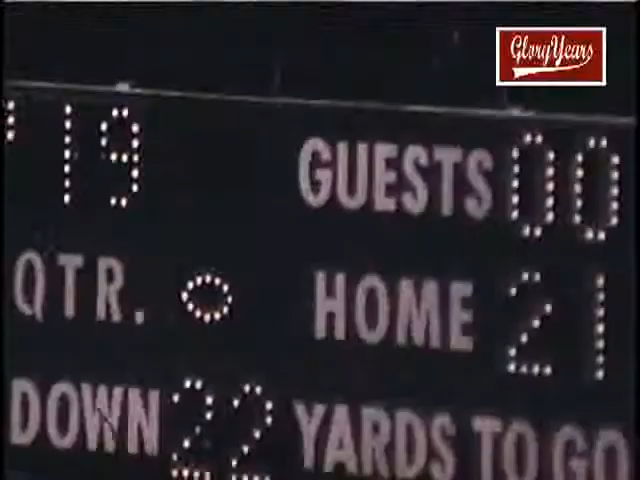 Glory Years
'19 GUESTS 00
QTR. 0 HOME 21
DOWN 22 YARDS TO GO